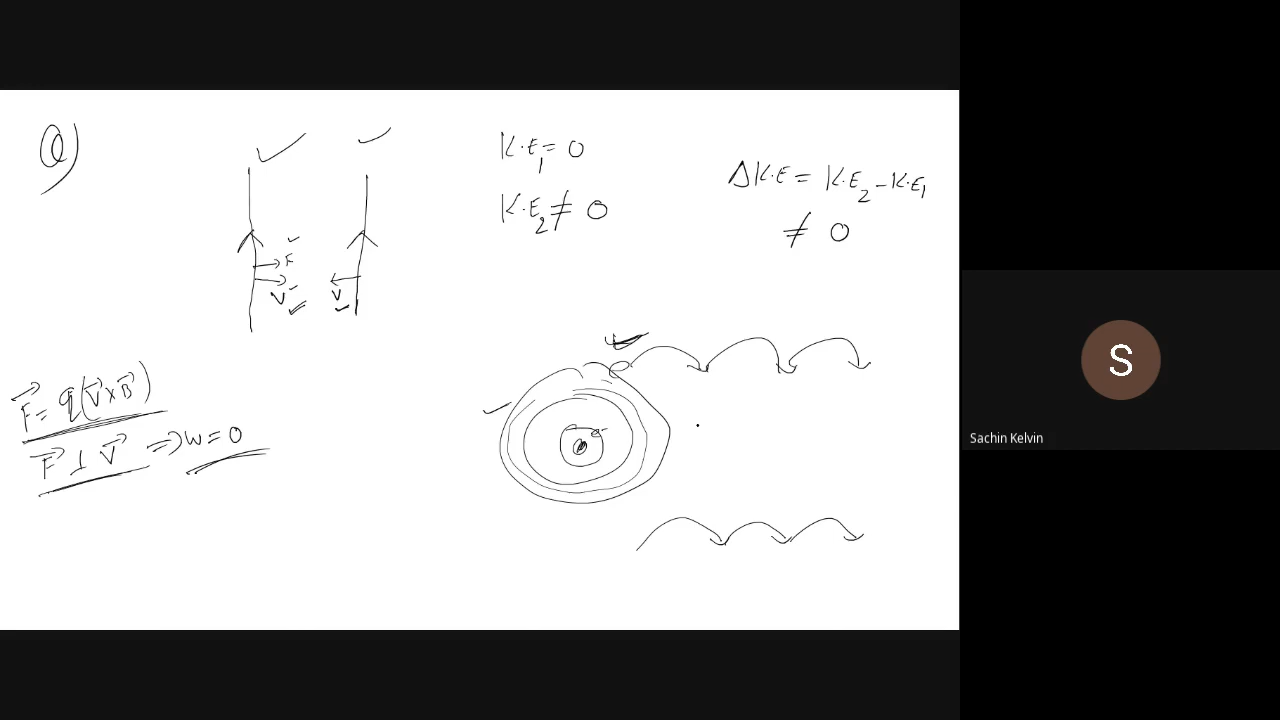 Q)
K.E₁ = 0
K.E₂ ≠ 0
ΔK.E = K.E₂ - K.E₁
≠ 0
F
V
V
F⃗ = q(V⃗×B⃗)
F⃗ ⊥ V⃗ ⇒ W = 0
S
Sachin Kelvin